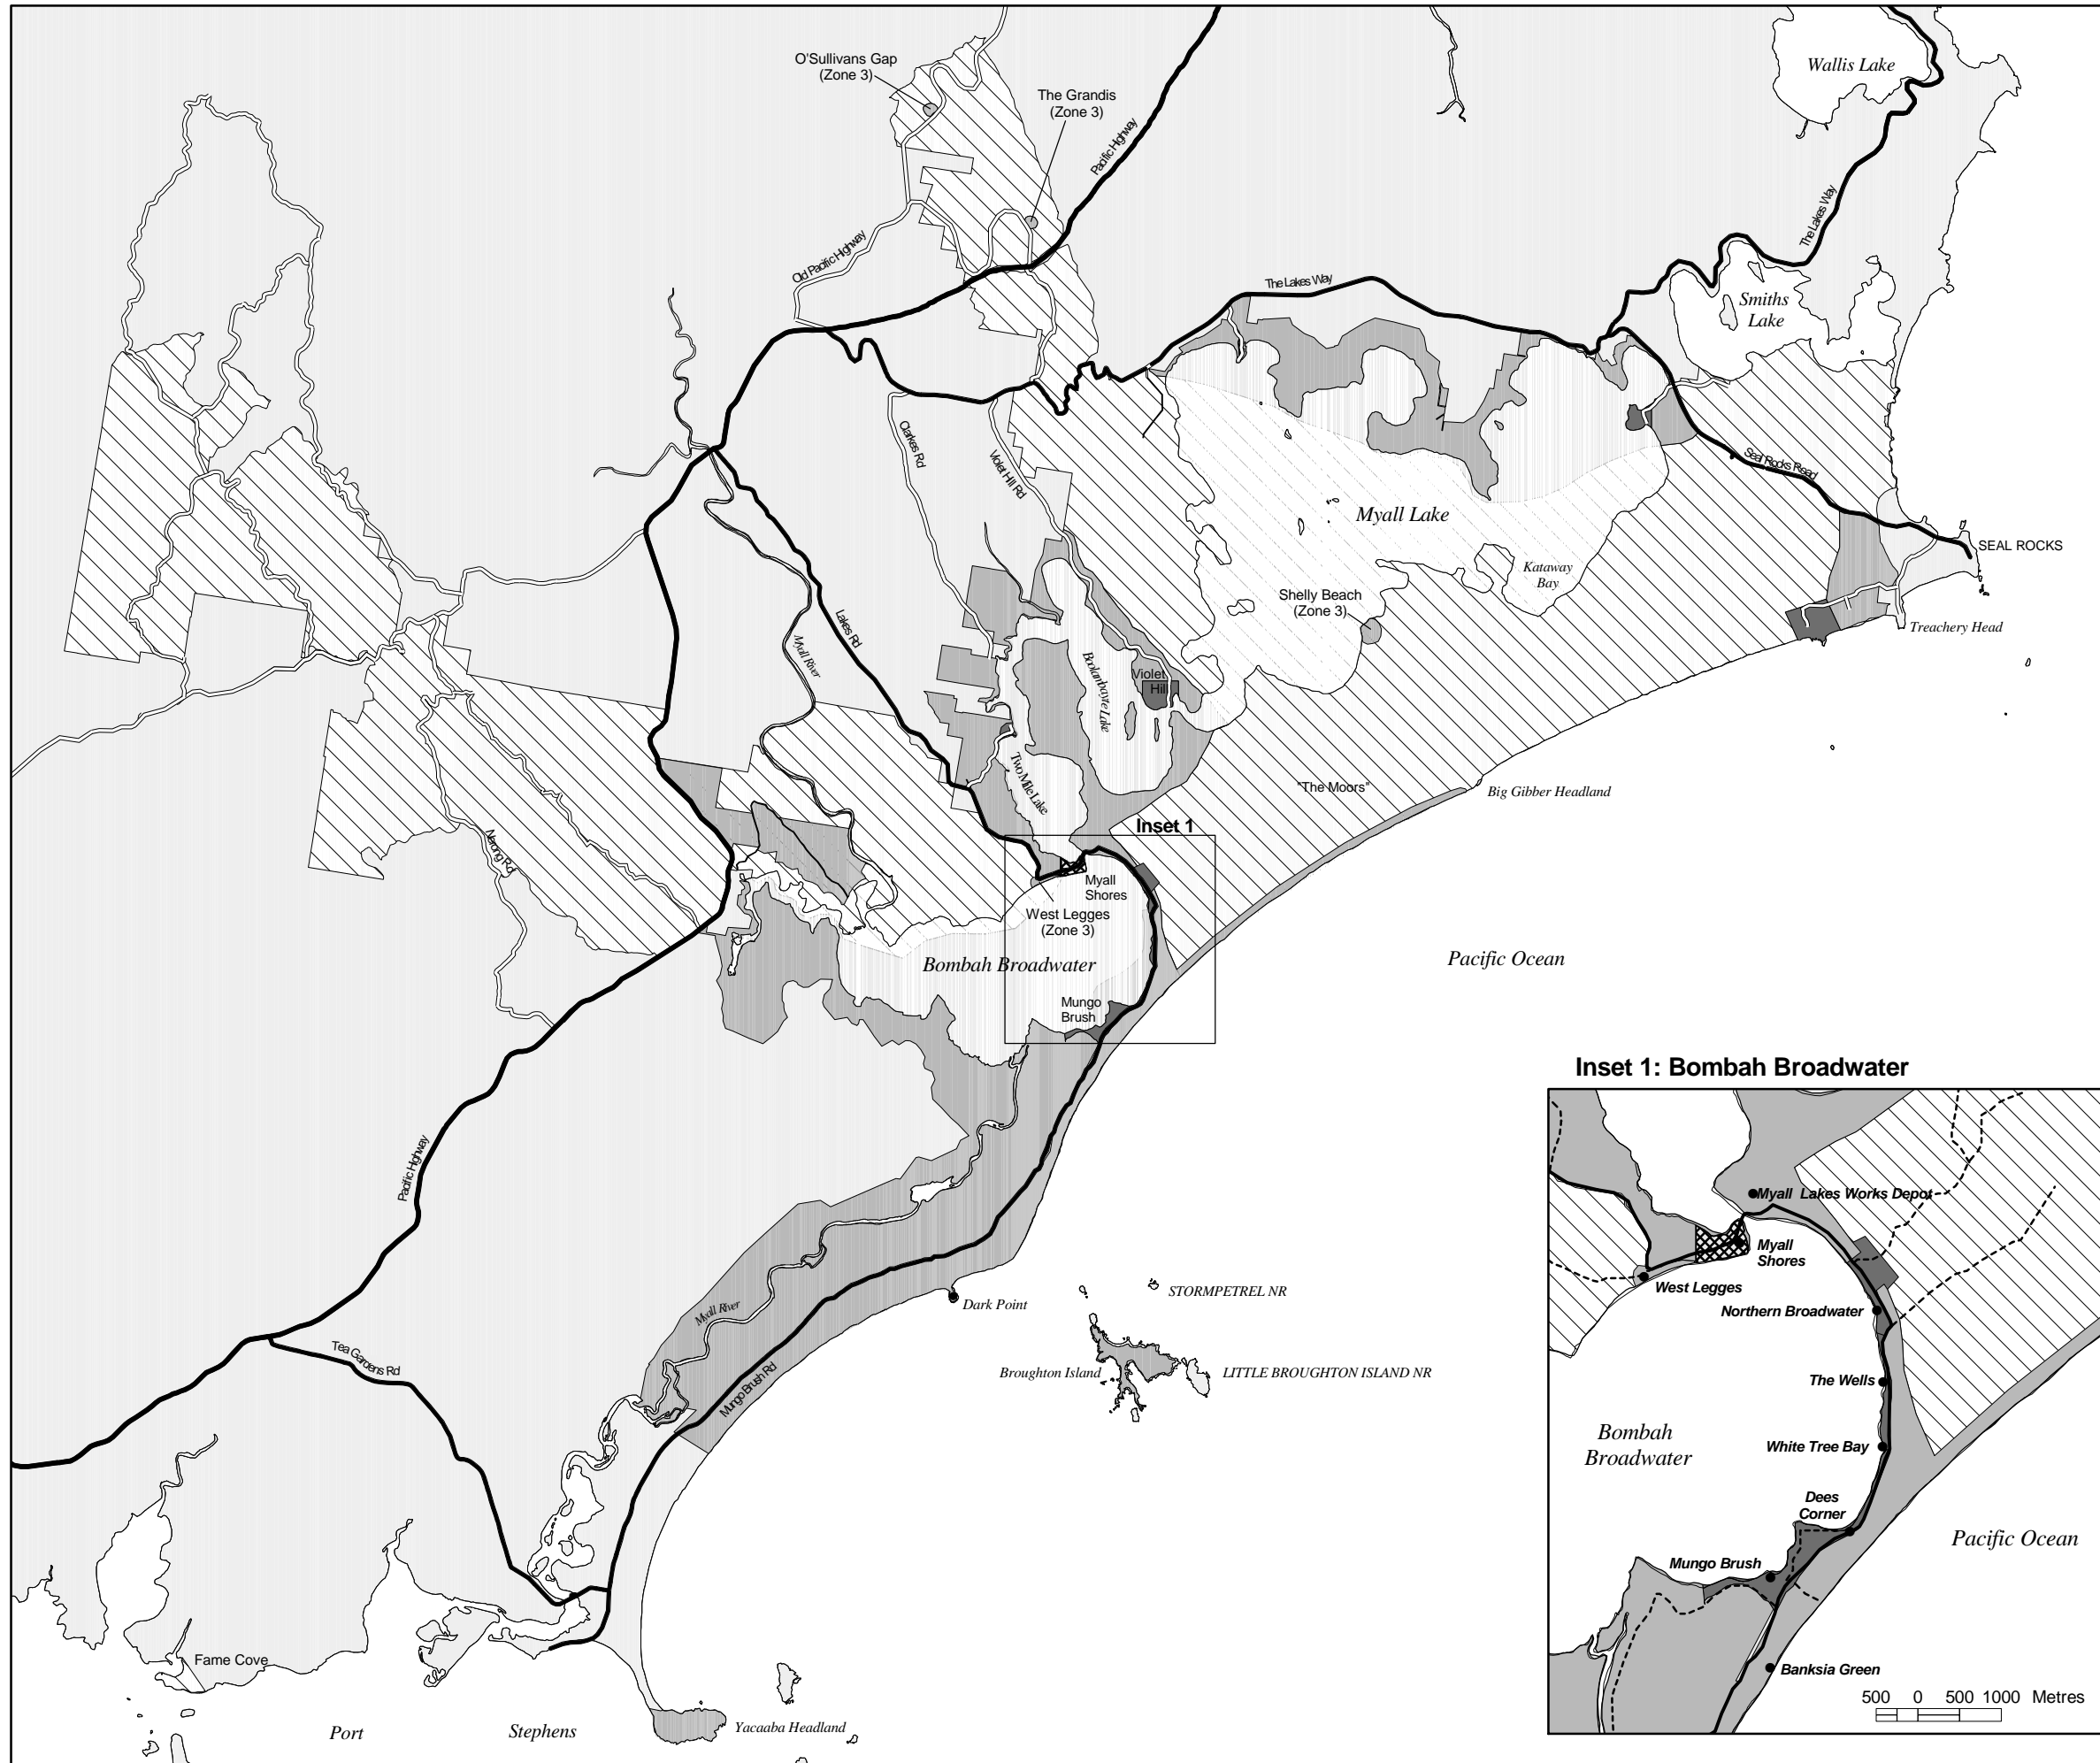 O'Sullivans Gap
(Zone 3)
The Grandis
(Zone 3)
Pacific Highway
Wallis Lake
The Lakes Way
Old Pacific Highway
The Lakes Way
Smiths
Lake
Clarkes Rd
Violet Hill Rd
Seal Rocks Road
Myall Lake
SEAL ROCKS
Kataway
Bay
Shelly Beach
(Zone 3)
Treachery Head
Lakes Rd
Myall River
Boolambayte Lake
Violet
Hill
Two Mile Lake
"The Moors"
Big Gibber Headland
Inset 1
Nerong Rd
Myall
Shores
West Legges
(Zone 3)
Bombah Broadwater
Pacific Ocean
Mungo
Brush
Pacific Highway
Myall River
Dark Point
STORMPETREL NR
Broughton Island
LITTLE BROUGHTON ISLAND NR
Tea Gardens Rd
Mungo Brush Rd
Fame Cove
Port
Stephens
Yacaaba Headland
Inset 1: Bombah Broadwater
Myall Lakes Works Depot
Myall
Shores
West Legges
Northern Broadwater
The Wells
Bombah
Broadwater
White Tree Bay
Dees
Corner
Pacific Ocean
Mungo Brush
Banksia Green
500 0 500 1000 Metres